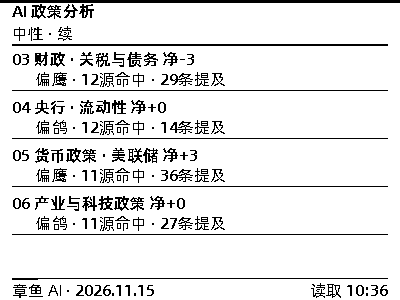 AI 政策分析
中性 · 续
03 财政 · 关税与债务 净-3
偏鹰 · 12源命中 · 29条提及
04 央行 · 流动性 净+0
偏鸽 · 12源命中 · 14条提及
05 货币政策 · 美联储 净+3
偏鹰 · 11源命中 · 36条提及
06 产业与科技政策 净+0
偏鸽 · 11源命中 · 27条提及
章鱼 AI · 2026.11.15
读取 10:36